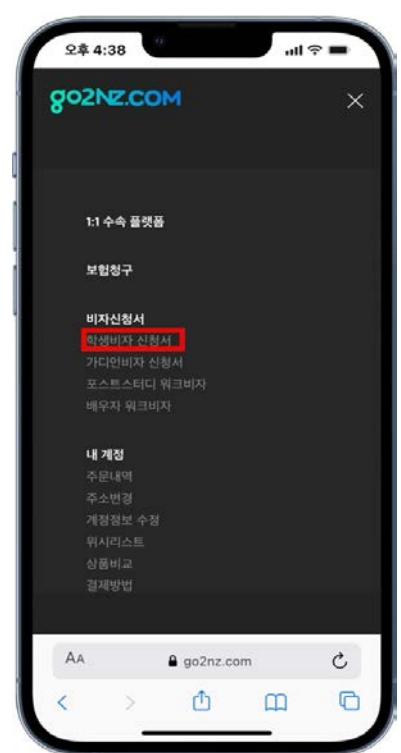 오후 4:38
go2NZ.COM
1:1 수속 플랫폼
보험청구
비자신청서
학생비자 신청서
가디언비자 신청서
포스트스터디 워크비자
배우자 워크비자
내 계정
주문내역
주소변경
계정정보 수정
위시리스트
상품비교
결제방법
AA
go2nz.com